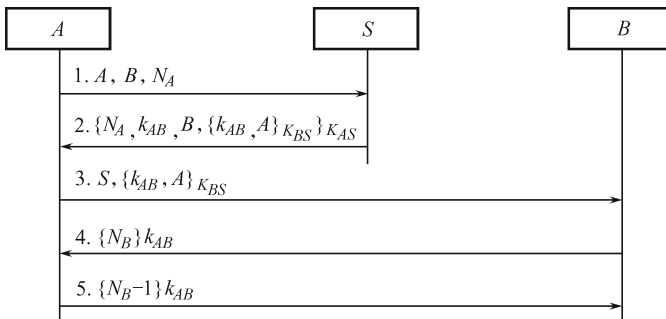 A S B
1. A, B, N_A
2. {N_A, k_AB, B, {k_AB, A}_K_BS}_K_AS
3. S, {k_AB, A}_K_BS
4. {N_B}k_AB
5. {N_B-1}k_AB